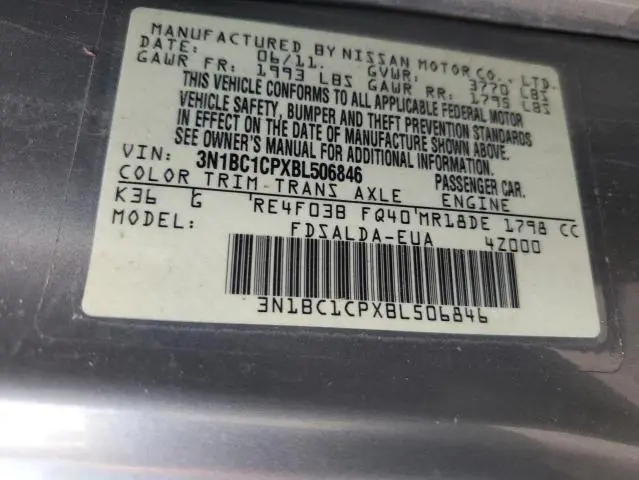 MANUFACTURED BY NISSAN MOTOR CO., LTD.
DATE: 06/11. GVWR: 3770 LBS
GAWR FR: 1993 LBS GAWR RR: 1795 LBS
THIS VEHICLE CONFORMS TO ALL APPLICABLE FEDERAL MOTOR
VEHICLE SAFETY, BUMPER AND THEFT PREVENTION STANDARDS
IN EFFECT ON THE DATE OF MANUFACTURE SHOWN ABOVE.
SEE OWNER'S MANUAL FOR ADDITIONAL INFORMATION.
VIN: 3N1BC1CPXBL506846 PASSENGER CAR.
COLOR TRIM-TRANS AXLE ENGINE
K36 G RE4F03B FQ40 MR18DE 1798 CC
MODEL: FDSALDA-EUA 4Z000
3N1BC1CPXBL506846